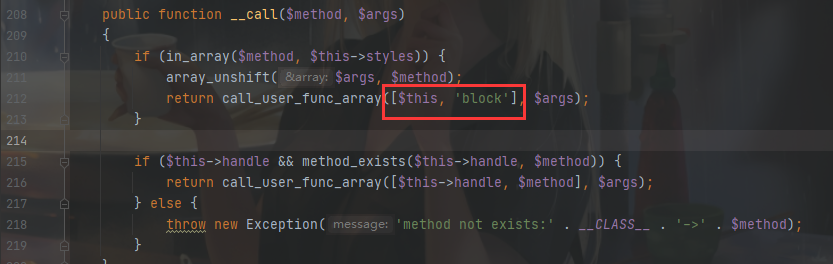 208 public function __call($method, $args)
209 {
210 if (in_array($method, $this->styles)) {
211 array_unshift( &array: $args, $method);
212 return call_user_func_array([$this, 'block'], $args);
213 }
214
215 if ($this->handle && method_exists($this->handle, $method)) {
216 return call_user_func_array([$this->handle, $method], $args);
217 } else {
218 throw new Exception( message: 'method not exists:' . __CLASS__ . '->' . $method);
219 }